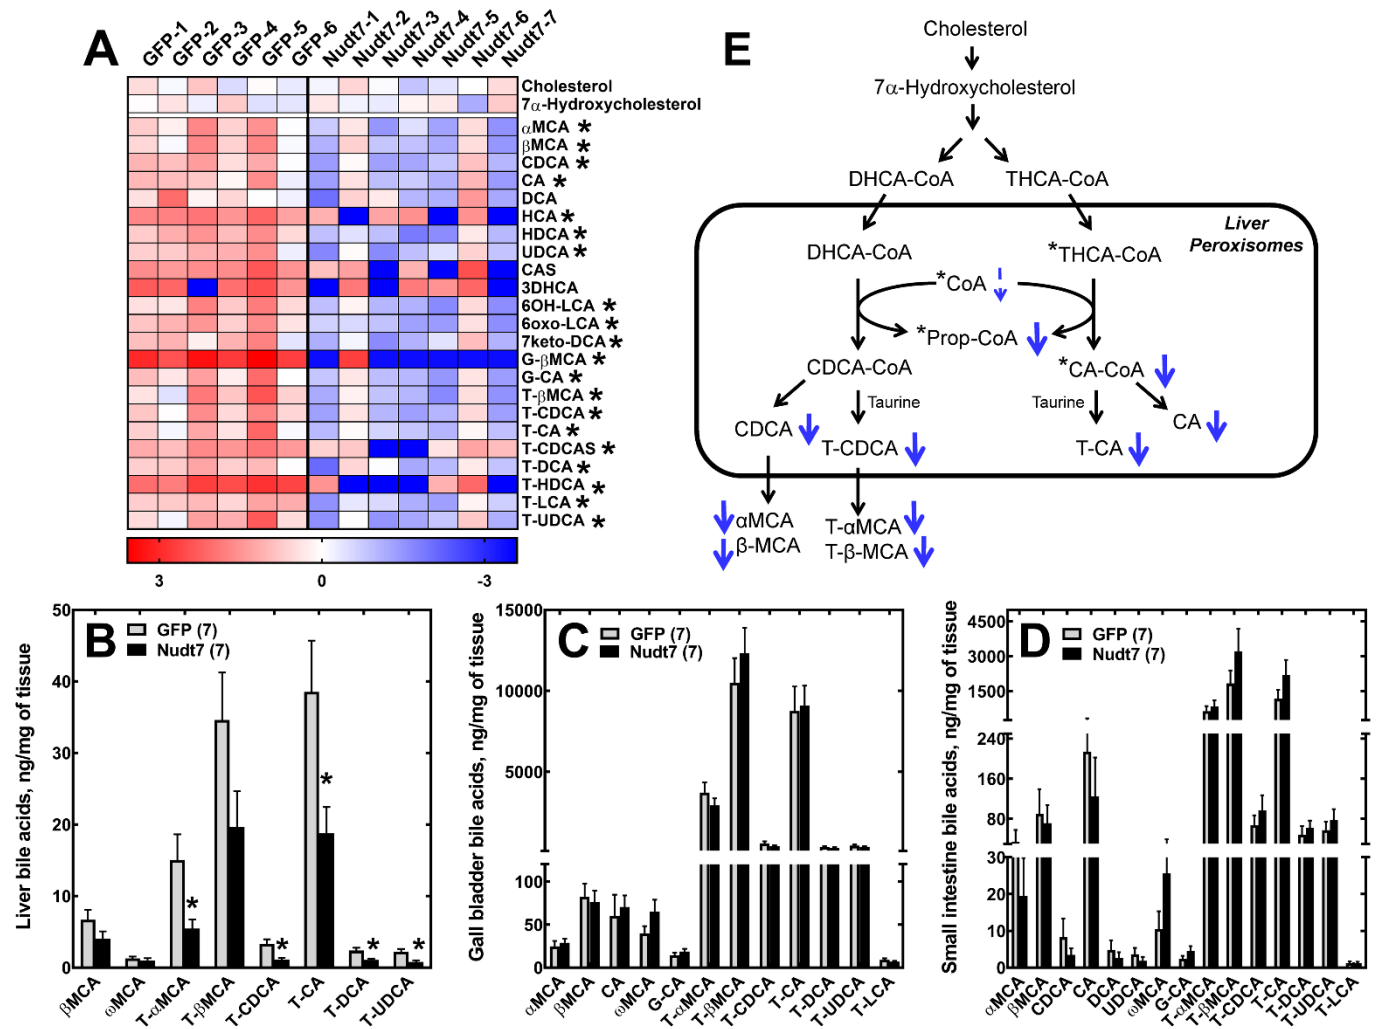 A
GFP-1
GFP-2
GFP-3
GFP-4
GFP-5
GFP-6
Nudt7-1
Nudt7-2
Nudt7-3
Nudt7-4
Nudt7-5
Nudt7-6
Nudt7-7
Cholesterol
7α-Hydroxycholesterol
αMCA *
βMCA *
CDCA *
CA *
DCA
HCA *
HDCA *
UDCA *
CAS
3DHCA
6OH-LCA *
6oxo-LCA *
7keto-DCA *
G-βMCA *
G-CA *
T-βMCA *
T-CDCA *
T-CA *
T-CDCAS *
T-DCA *
T-HDCA *
T-LCA *
T-UDCA *
3 0 -3
E
Cholesterol
7α-Hydroxycholesterol
DHCA-CoA THCA-CoA
Liver
Peroxisomes
DHCA-CoA *THCA-CoA
*CoA
*Prop-CoA
CDCA-CoA *CA-CoA
Taurine Taurine
CDCA T-CDCA T-CA CA
αMCA T-αMCA
β-MCA T-β-MCA
B
GFP (7)
Nudt7 (7)
Liver bile acids, ng/mg of tissue
50
40
30
20
10
0
* * * * *
βMCA
ωMCA
T-αMCA
T-βMCA
T-CDCA
T-CA
T-DCA
T-UDCA
C
GFP (7)
Nudt7 (7)
Gall bladder bile acids, ng/mg of tissue
15000
10000
5000
100
50
0
αMCA
βMCA
CA
ωMCA
G-CA
T-αMCA
T-βMCA
T-CDCA
T-CA
T-DCA
T-UDCA
T-LCA
D
GFP (7)
Nudt7 (7)
Small intestine bile acids, ng/mg of tissue
4500
3000
1500
240
160
80
30
20
10
0
αMCA
βMCA
CDCA
CA
DCA
UDCA
ωMCA
G-CA
T-αMCA
T-βMCA
T-CDCA
T-CA
T-DCA
T-UDCA
T-LCA